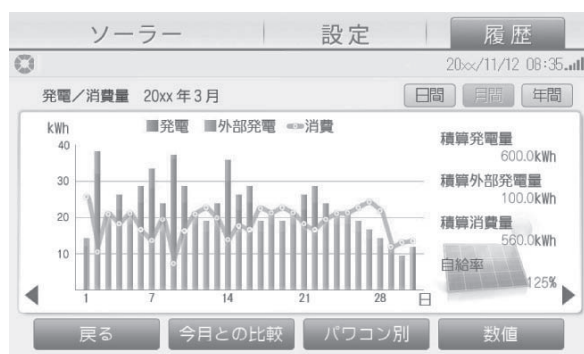 ソーラー 設定 履歴
20xx/11/12 08:35
発電／消費量 20xx年3月 日間 月間 年間
kWh 発電 外部発電 消費
40
30
20
10
1 7 14 21 28 日
積算発電量
600.0kWh
積算外部発電量
100.0kWh
積算消費量
560.0kWh
自給率
125%
戻る 今月との比較 パワコン別 数値